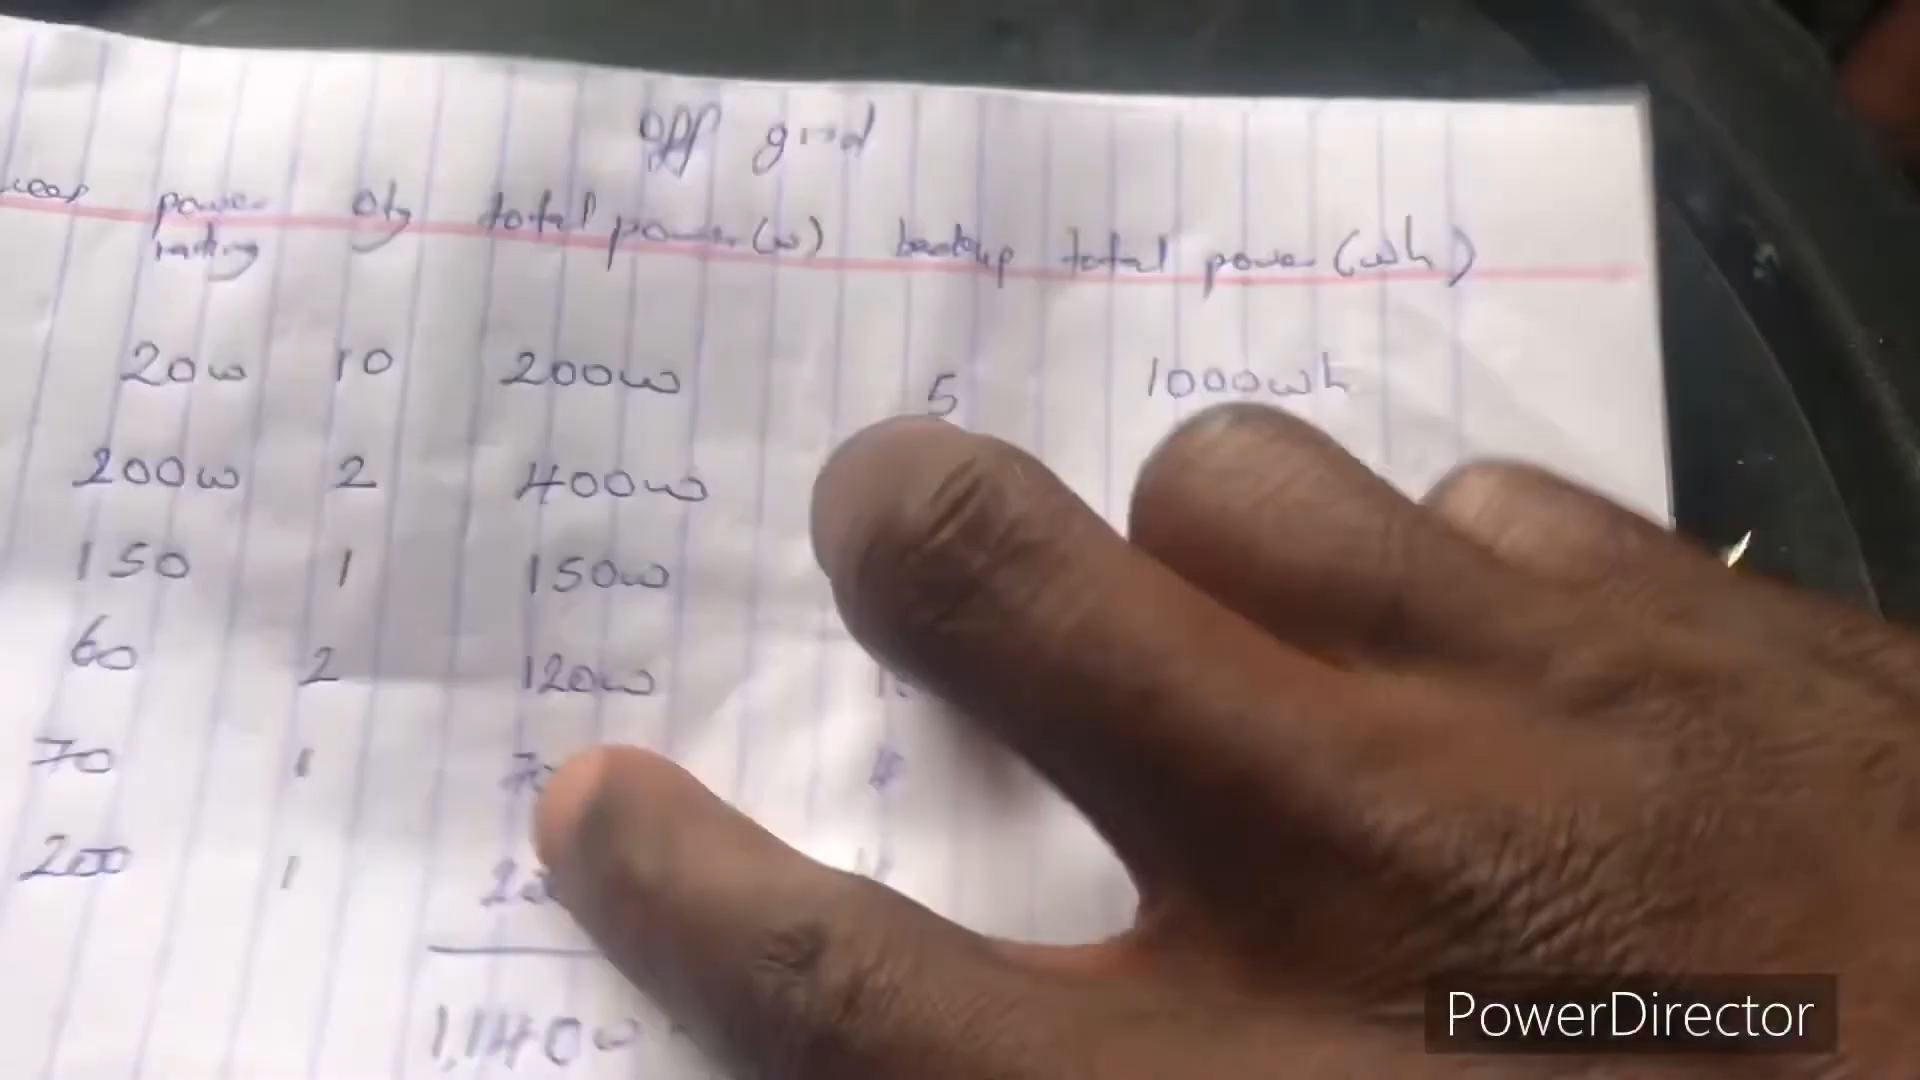 off grid
power Qty total power (w) backup total power (wh)
rating
20w 10 200w 5 1000wh
200w 2 400w
150 1 150w
60 2 120w
70 1 70
200 1
1,140w
PowerDirector